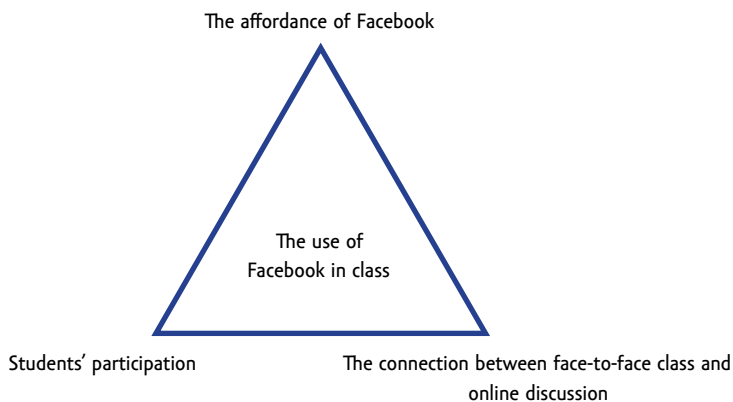 The affordance of Facebook
The use of
Facebook in class
Students’ participation
The connection between face-to-face class and
online discussion